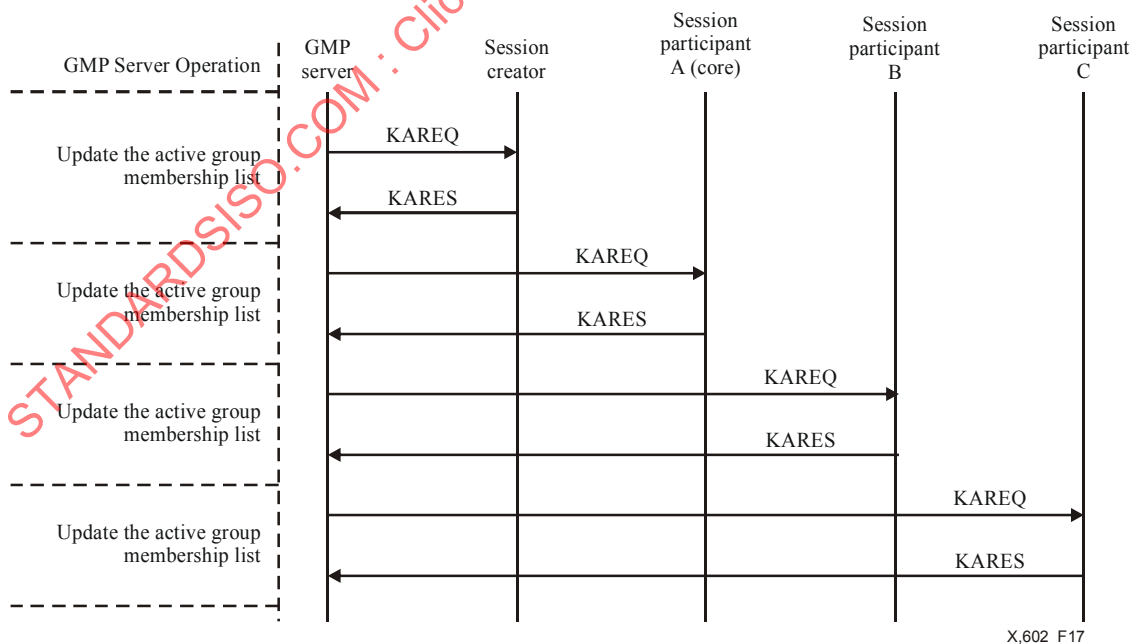 GMP Server Operation
GMP
server
Session
creator
Session
participant
A (core)
Session
participant
B
Session
participant
C
Update the active group
membership list
KAREQ
KARES
Update the active group
membership list
KAREQ
KARES
Update the active group
membership list
KAREQ
KARES
Update the active group
membership list
KAREQ
KARES
X,602_F17
STANDARDSISO.COM : Clic